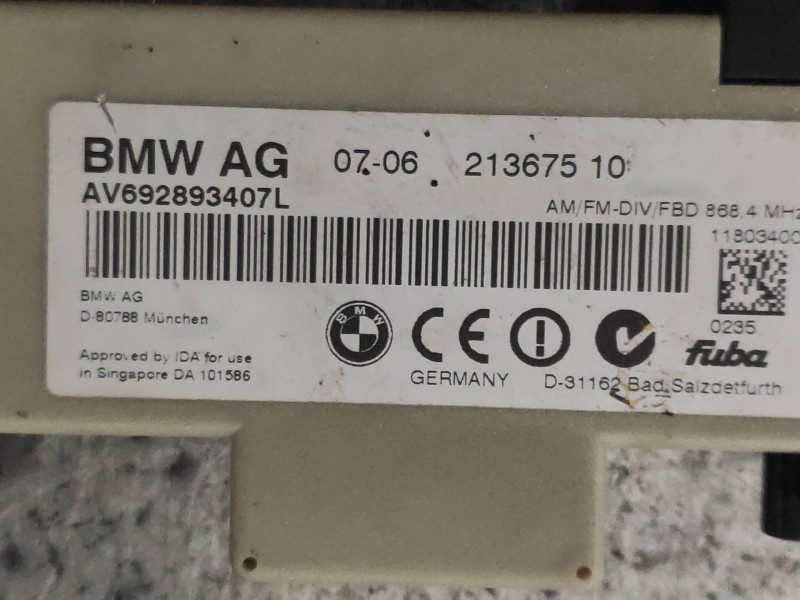 BMW AG 07-06 213675 10
AV692893407L
AM/FM-DIV/FBD 868.4 MHz
11803400
BMW AG
D-80788 München
Approved by IDA for use
in Singapore DA 101586
BMW
CE
0235
fuba
GERMANY D-31162 Bad Salzdetfurth